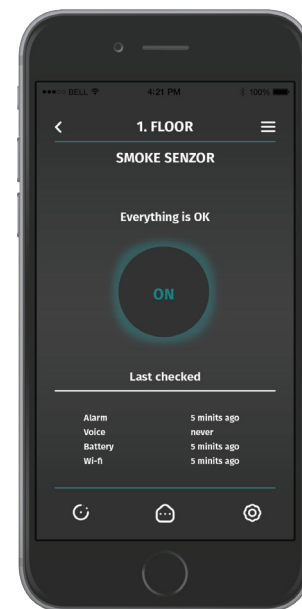 BELL 4:21 PM 100%
1. FLOOR
SMOKE SENZOR
Everything is OK
ON
Last checked
Alarm 5 minits ago
Voice never
Battery 5 minits ago
Wi-fi 5 minits ago